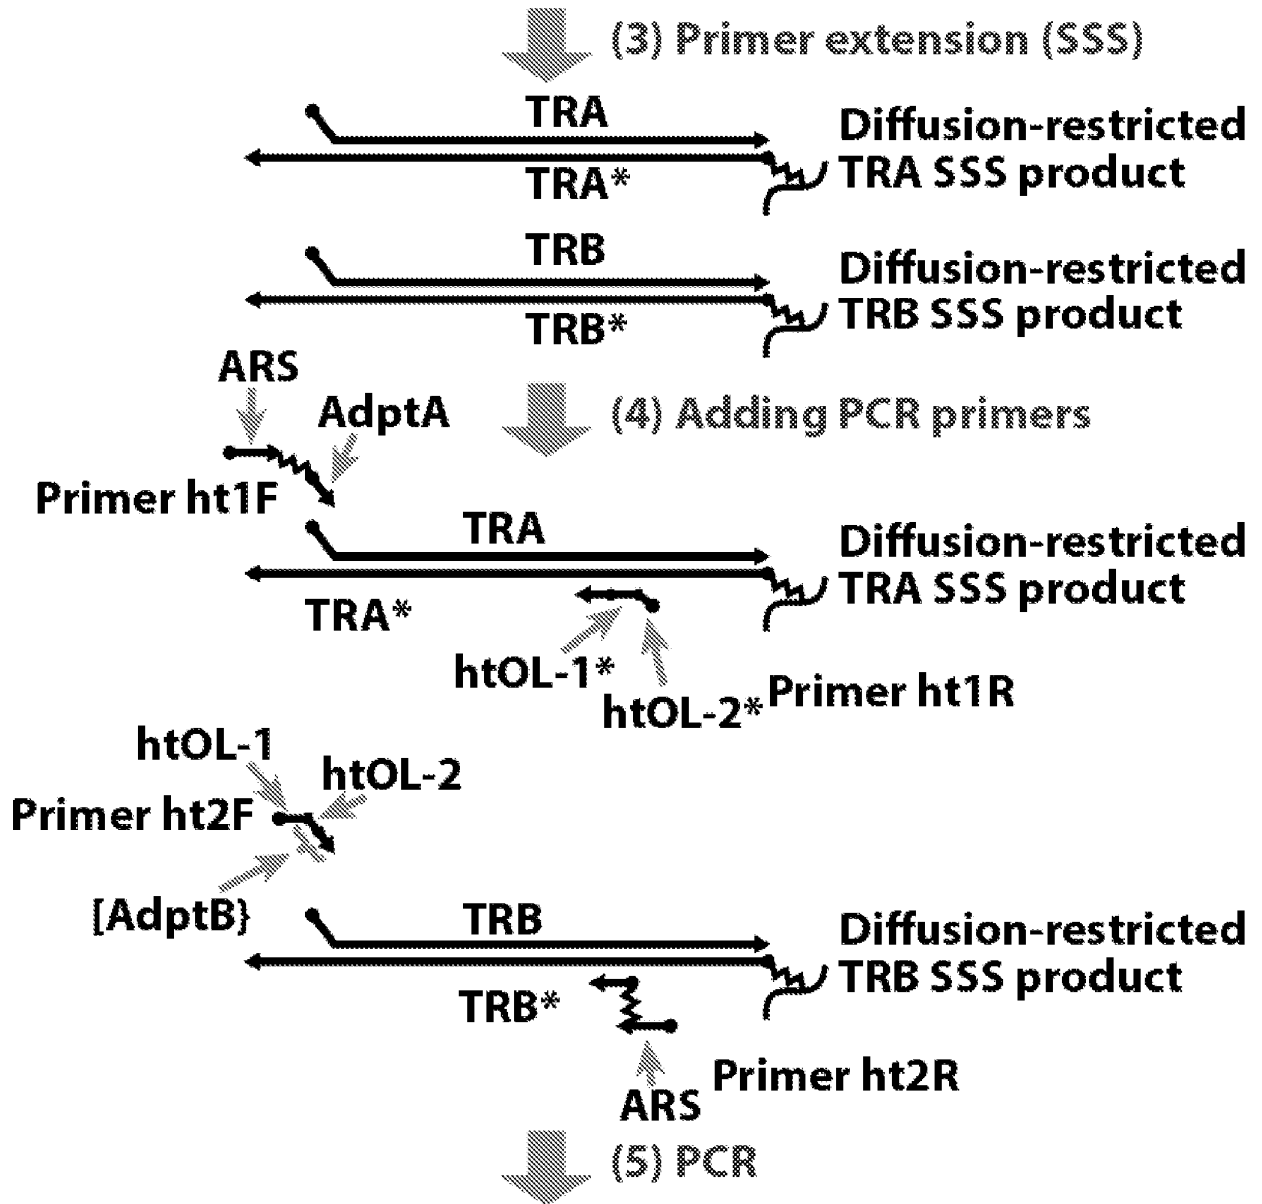 (3) Primer extension (SSS)
TRA
Diffusion-restricted
TRA SSS product
TRA*
TRB
Diffusion-restricted
TRB SSS product
TRB*
ARS
AdptA
(4) Adding PCR primers
Primer ht1F
TRA
Diffusion-restricted
TRA SSS product
TRA*
htOL-1*
htOL-2*
Primer ht1R
htOL-1
htOL-2
Primer ht2F
[AdptB}
TRB
Diffusion-restricted
TRB SSS product
TRB*
Primer ht2R
ARS
(5) PCR